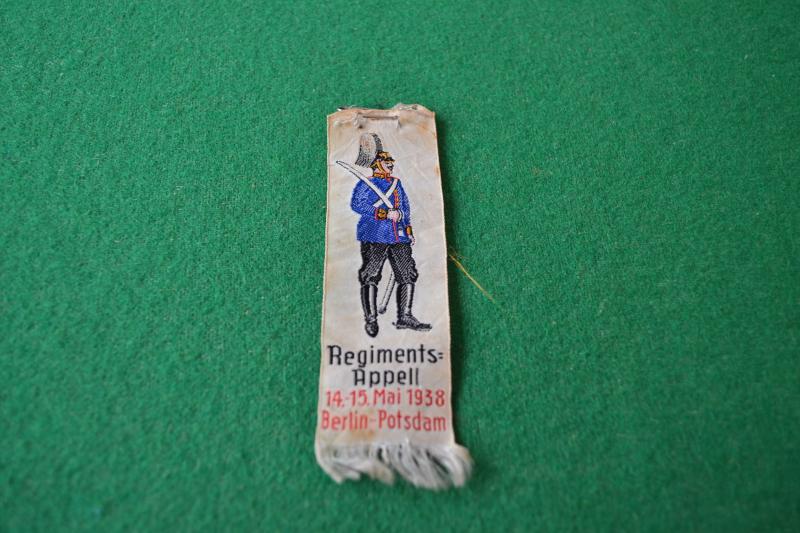 Regiments=
Appell
14.-15. Mai 1938
Berlin-Potsdam